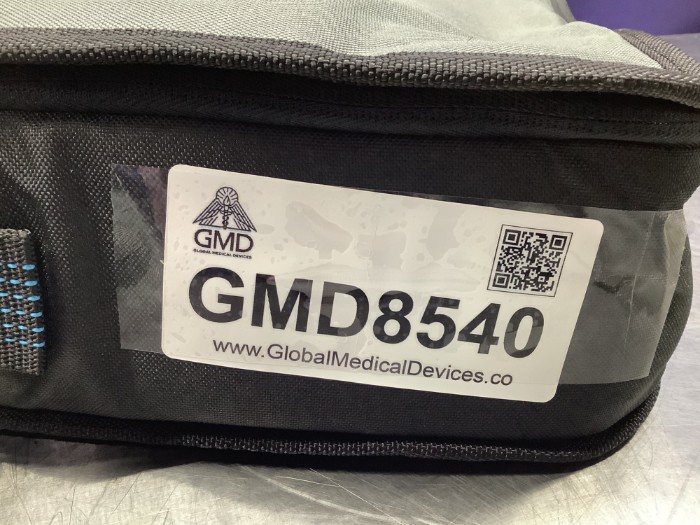 GMD
GLOBAL MEDICAL DEVICES
GMD8540
www.GlobalMedicalDevices.co